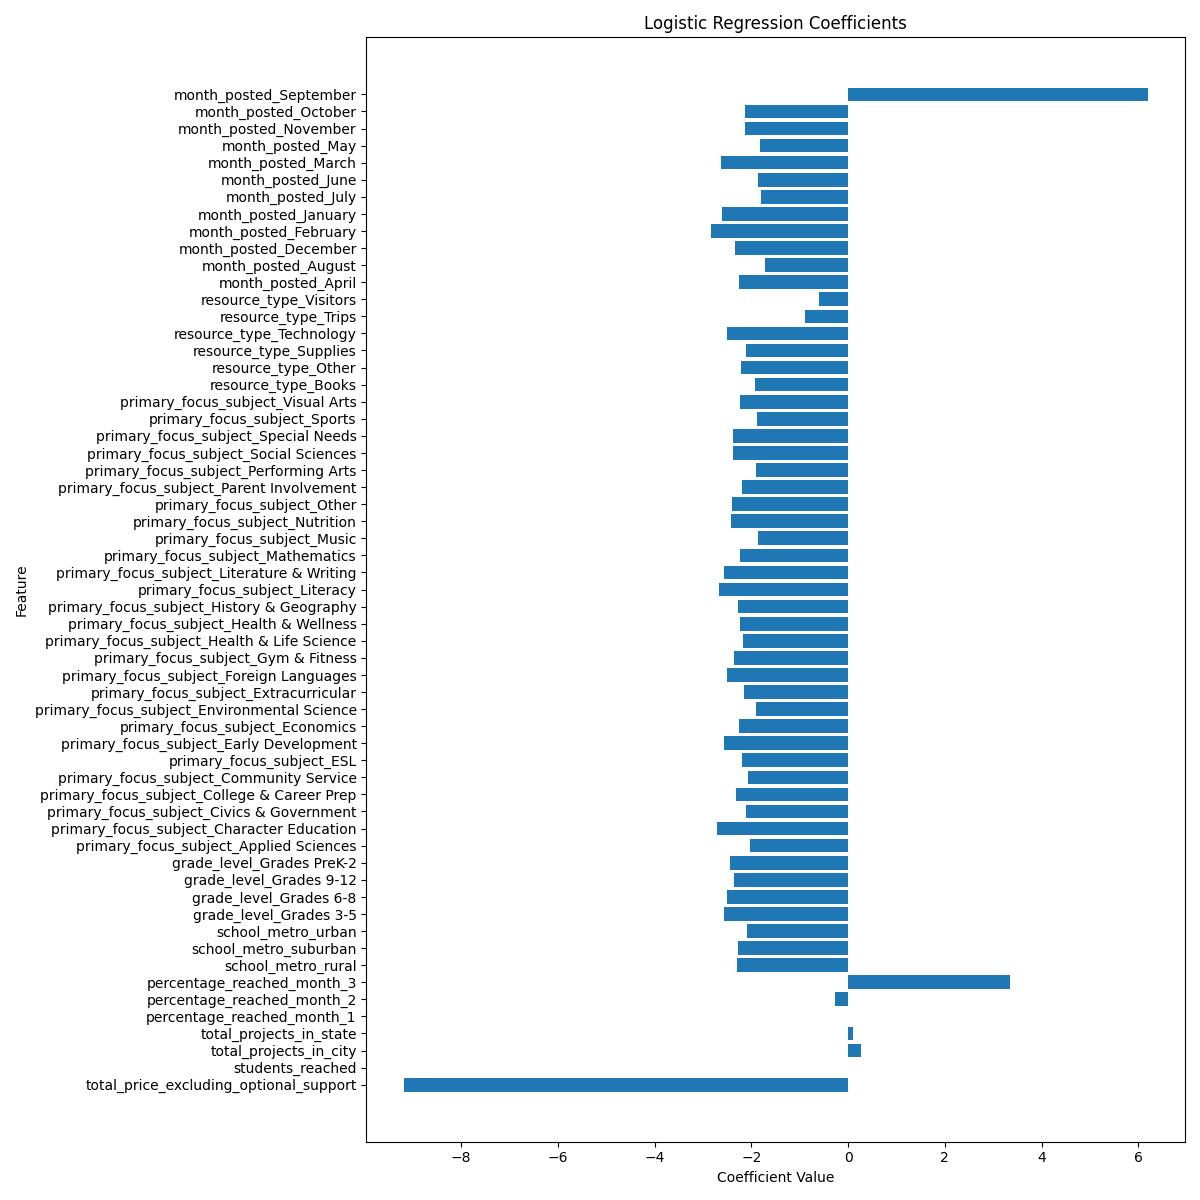 Logistic Regression Coefficients
month_posted_September
month_posted_October
month_posted_November
month_posted_May
month_posted_March
month_posted_June
month_posted_July
month_posted_January
month_posted_February
month_posted_December
month_posted_August
month_posted_April
resource_type_Visitors
resource_type_Trips
resource_type_Technology
resource_type_Supplies
resource_type_Other
resource_type_Books
primary_focus_subject_Visual Arts
primary_focus_subject_Sports
primary_focus_subject_Special Needs
primary_focus_subject_Social Sciences
primary_focus_subject_Performing Arts
primary_focus_subject_Parent Involvement
primary_focus_subject_Other
primary_focus_subject_Nutrition
primary_focus_subject_Music
primary_focus_subject_Mathematics
primary_focus_subject_Literature & Writing
primary_focus_subject_Literacy
primary_focus_subject_History & Geography
primary_focus_subject_Health & Wellness
primary_focus_subject_Health & Life Science
primary_focus_subject_Gym & Fitness
primary_focus_subject_Foreign Languages
primary_focus_subject_Extracurricular
primary_focus_subject_Environmental Science
primary_focus_subject_Economics
primary_focus_subject_Early Development
primary_focus_subject_ESL
primary_focus_subject_Community Service
primary_focus_subject_College & Career Prep
primary_focus_subject_Civics & Government
primary_focus_subject_Character Education
primary_focus_subject_Applied Sciences
grade_level_Grades PreK-2
grade_level_Grades 9-12
grade_level_Grades 6-8
grade_level_Grades 3-5
school_metro_urban
school_metro_suburban
school_metro_rural
percentage_reached_month_3
percentage_reached_month_2
percentage_reached_month_1
total_projects_in_state
total_projects_in_city
students_reached
total_price_excluding_optional_support
Feature
−8 −6 −4 −2 0 2 4 6
Coefficient Value